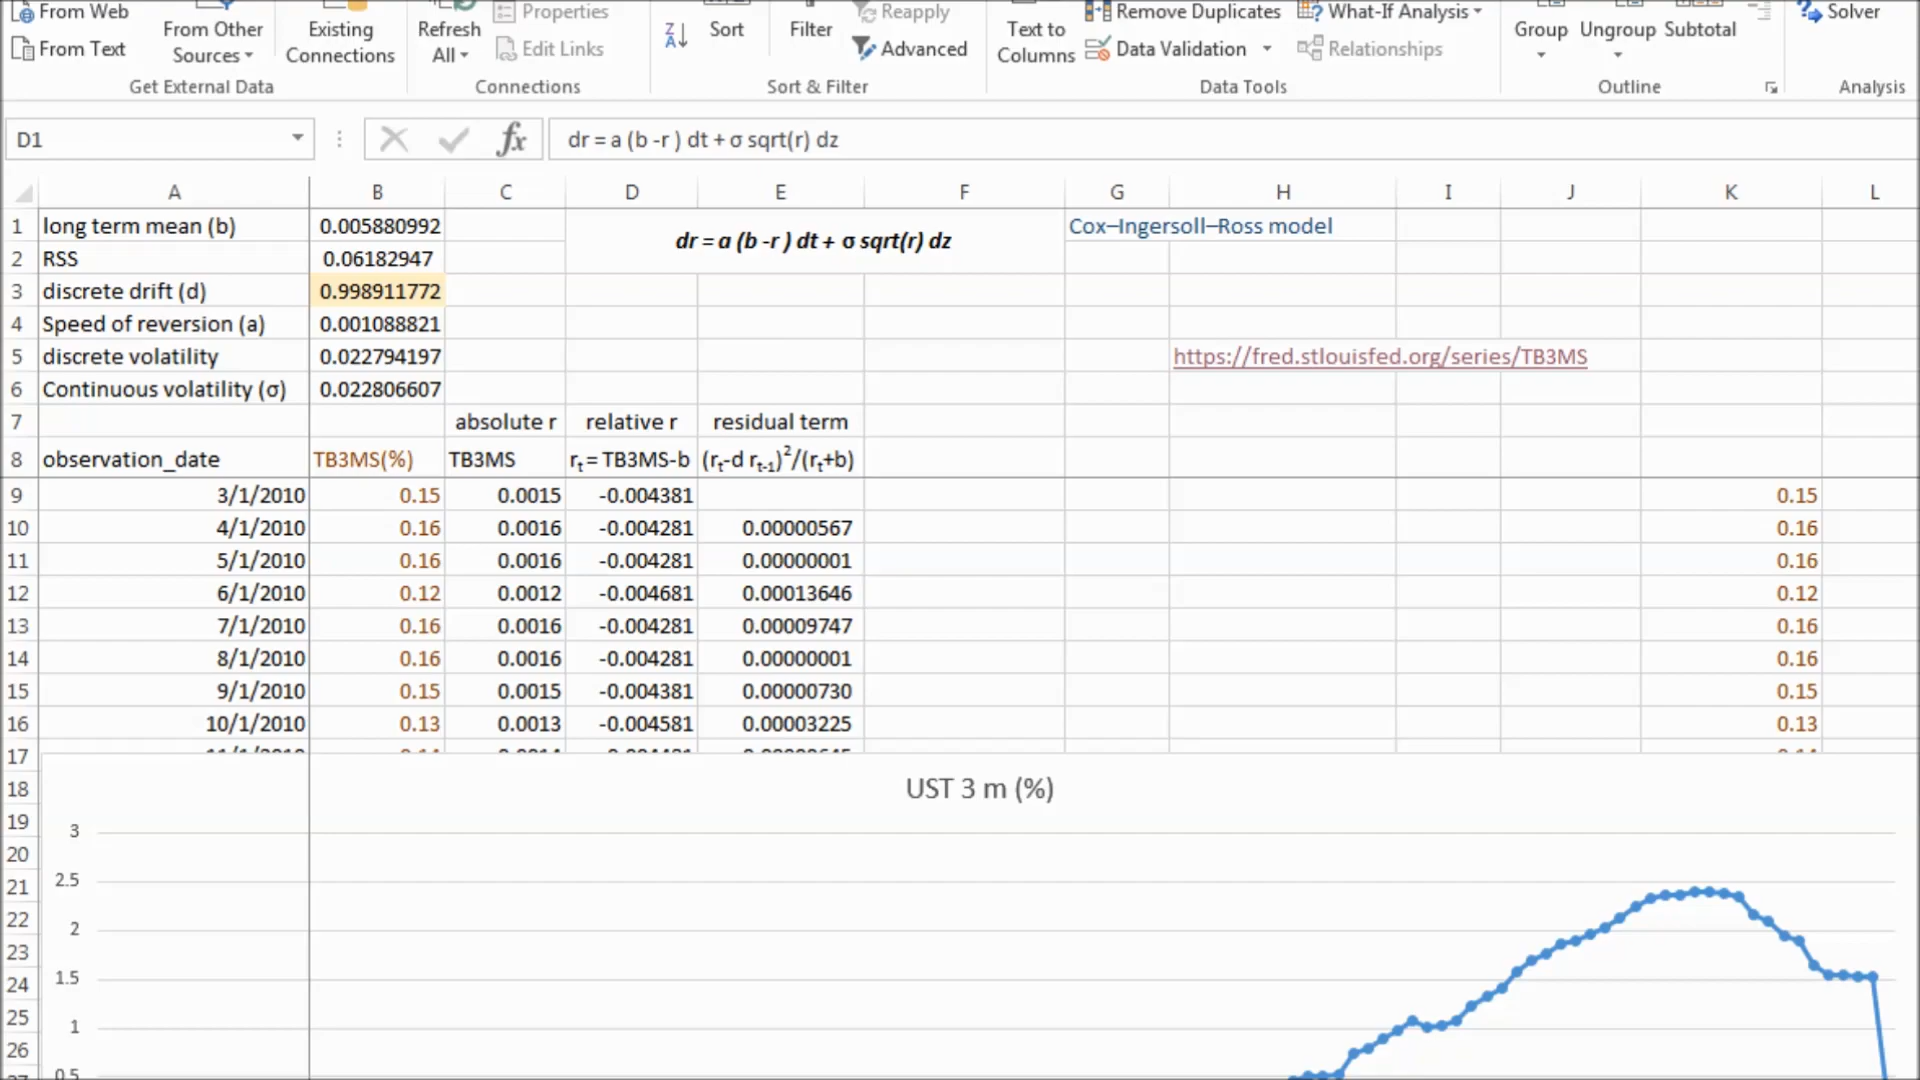 From Web
From Other Sources
Existing Connections
Refresh All
Properties
Sort
Filter
Reapply
Text to Columns
Remove Duplicates
What-If Analysis
Group
Ungroup
Subtotal
Solver
From Text
Edit Links
Advanced
Data Validation
Relationships
Get External Data
Connections
Sort & Filter
Data Tools
Outline
Analysis
D1
fx
dr = a (b -r ) dt + σ sqrt(r) dz
A B C D E F G H I J K L
1 long term mean (b) 0.005880992 dr = a (b -r ) dt + σ sqrt(r) dz Cox–Ingersoll–Ross model
2 RSS 0.06182947
3 discrete drift (d) 0.998911772
4 Speed of reversion (a) 0.001088821
5 discrete volatility 0.022794197 https://fred.stlouisfed.org/series/TB3MS
6 Continuous volatility (σ) 0.022806607
7 absolute r relative r residual term
8 observation_date TB3MS(%) TB3MS rt = TB3MS-b (rt-d rt-1)²/(rt+b)
9 3/1/2010 0.15 0.0015 -0.004381 0.15
10 4/1/2010 0.16 0.0016 -0.004281 0.00000567 0.16
11 5/1/2010 0.16 0.0016 -0.004281 0.00000001 0.16
12 6/1/2010 0.12 0.0012 -0.004681 0.00013646 0.12
13 7/1/2010 0.16 0.0016 -0.004281 0.00009747 0.16
14 8/1/2010 0.16 0.0016 -0.004281 0.00000001 0.16
15 9/1/2010 0.15 0.0015 -0.004381 0.00000730 0.15
16 10/1/2010 0.13 0.0013 -0.004581 0.00003225 0.13
17
18 UST 3 m (%)
19 3
20
21 2.5
22 2
23
24 1.5
25 1
26
0.5